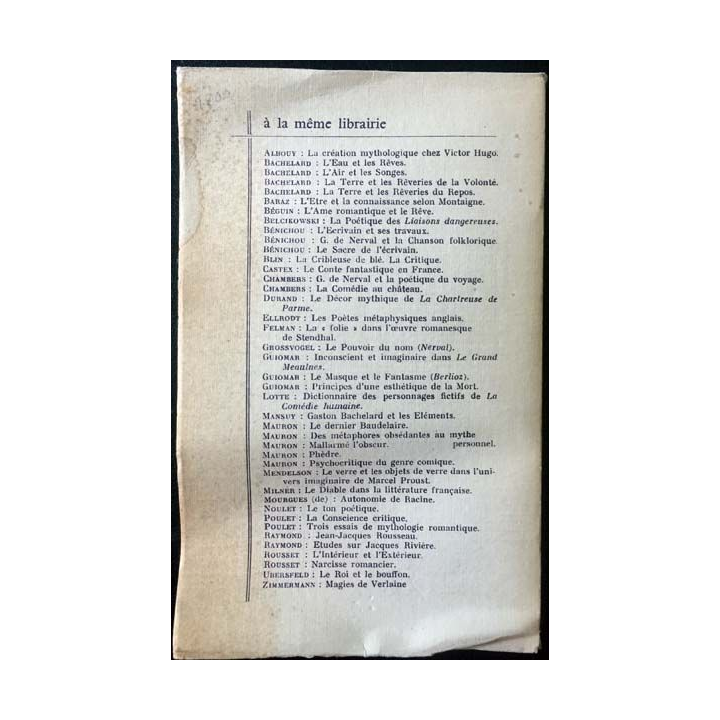 à la même librairie
ALBOUY : La création mythologique chez Victor Hugo.
BACHELARD : L'Eau et les Rêves.
BACHELARD : L'Air et les Songes.
BACHELARD : La Terre et les Rêveries de la Volonté.
BACHELARD : La Terre et les Rêveries du Repos.
BARAZ : L'Etre et la connaissance selon Montaigne.
BÉGUIN : L'Ame romantique et le Rêve.
BELCIKOWSKI : La Poétique des Liaisons dangereuses.
BÉNICHOU : L'Ecrivain et ses travaux.
BÉNICHOU : G. de Nerval et la Chanson folklorique.
BÉNICHOU : Le Sacre de l'écrivain.
BLIN : La Cribleuse de blé. La Critique.
CASTEX : Le Conte fantastique en France.
CHAMBERS : G. de Nerval et la poétique du voyage.
CHAMBERS : La Comédie au château.
DURAND : Le Décor mythique de La Chartreuse de
Parme.
ELLRODT : Les Poètes métaphysiques anglais.
FELMAN : La « folie » dans l'œuvre romanesque
de Stendhal.
GROSSVOGEL : Le Pouvoir du nom (Nerval).
GUIOMAR : Inconscient et imaginaire dans Le Grand
Meaulnes.
GUIOMAR : Le Masque et le Fantasme (Berlioz).
GUIOMAR : Principes d'une esthétique de la Mort.
LOTTE : Dictionnaire des personnages fictifs de La
Comédie humaine.
MANSUY : Gaston Bachelard et les Eléments.
MAURON : Le dernier Baudelaire.
MAURON : Des métaphores obsédantes au mythe
MAURON : Mallarmé l'obscur. personnel.
MAURON : Phèdre.
MAURON : Psychocritique du genre comique.
MENDELSON : Le verre et les objets de verre dans l'uni-
vers imaginaire de Marcel Proust.
MILNER : Le Diable dans la littérature française.
MOURGUES (de) : Autonomie de Racine.
NOULET : Le ton poétique.
POULET : La Conscience critique.
POULET : Trois essais de mythologie romantique.
RAYMOND : Jean-Jacques Rousseau.
RAYMOND : Etudes sur Jacques Rivière.
ROUSSET : L'Intérieur et l'Extérieur.
ROUSSET : Narcisse romancier.
UBERSFELD : Le Roi et le bouffon.
ZIMMERMANN : Magies de Verlaine